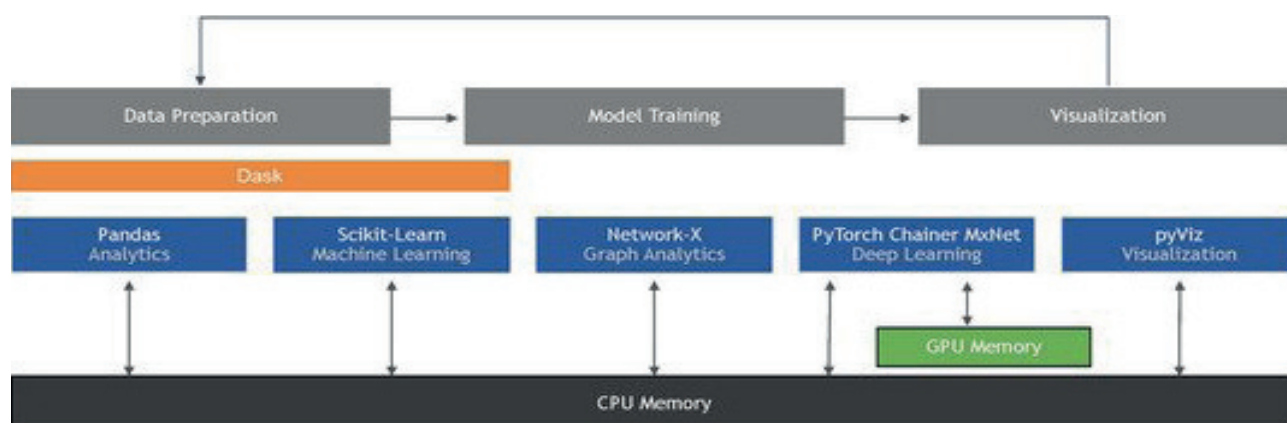 Data Preparation
Model Training
Visualization
Dask
Pandas
Analytics
Scikit-Learn
Machine Learning
Network-X
Graph Analytics
PyTorch Chainer MxNet
Deep Learning
pyViz
Visualization
GPU Memory
CPU Memory